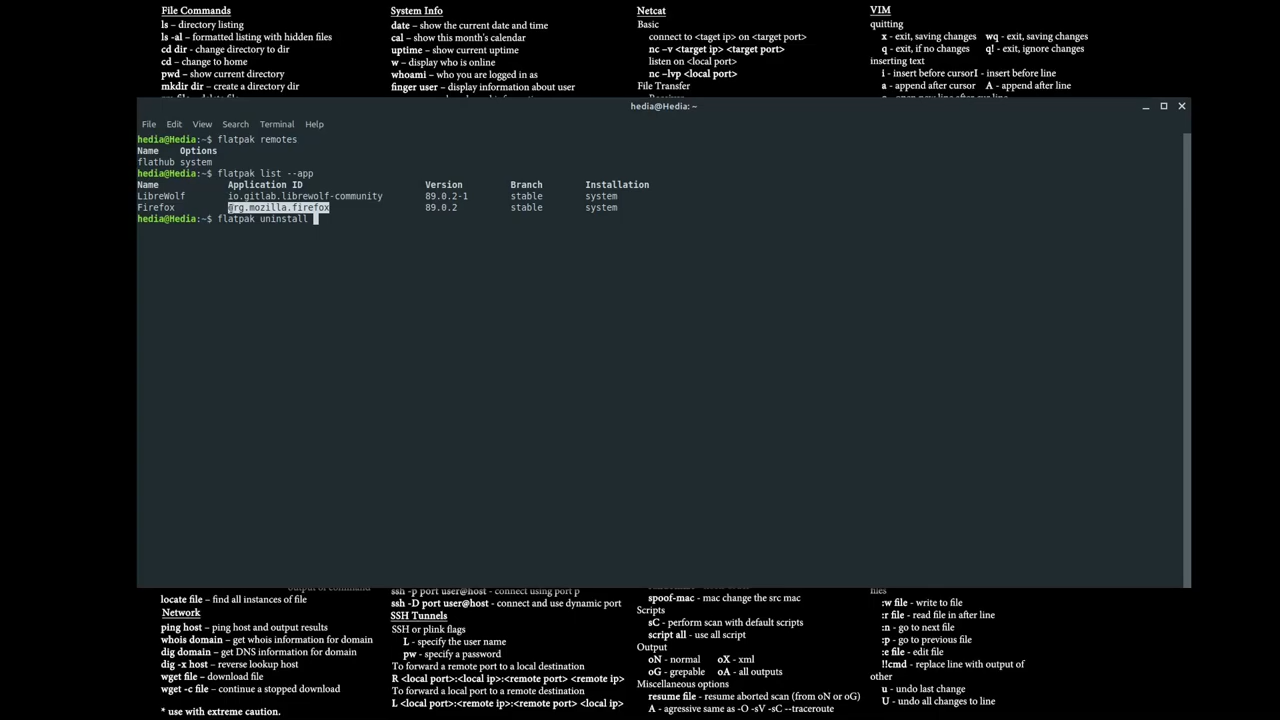 File Commands
ls – directory listing
ls -al – formatted listing with hidden files
cd dir - change directory to dir
cd – change to home
pwd – show current directory
mkdir dir – create a directory dir
System Info
date – show the current date and time
cal – show this month's calendar
uptime – show current uptime
w – display who is online
whoami – who you are logged in as
finger user – display information about user
Netcat
Basic
connect to <taget ip> on <target port>
nc –v <target ip> <target port>
listen on <local port>
nc –lvp <local port>
File Transfer
VIM
quitting
x - exit, saving changes wq - exit, saving changes
q - exit, if no changes q! - exit, ignore changes
inserting text
i - insert before cursorI - insert before line
a - append after cursor A - append after line
hedia@Hedia: ~
File Edit View Search Terminal Help
hedia@Hedia:~$ flatpak remotes
Name Options
flathub system
hedia@Hedia:~$ flatpak list --app
Name Application ID Version Branch Installation
LibreWolf io.gitlab.librewolf-community 89.0.2-1 stable system
Firefox org.mozilla.firefox 89.0.2 stable system
hedia@Hedia:~$ flatpak uninstall
output of command
locate file – find all instances of file
Network
ping host – ping host and output results
whois domain – get whois information for domain
dig domain – get DNS information for domain
dig -x host – reverse lookup host
wget file – download file
wget -c file – continue a stopped download
* use with extreme caution.
ssh -p port user@host - connect using port p
ssh -D port user@host - connect and use dynamic port
SSH Tunnels
SSH or plink flags
L - specify the user name
pw – specify a password
To forward a remote port to a local destination
R <local port>:<local ip>:<remote port> <remote ip>
To forward a local port to a remote destination
L <local port>:<remote ip>:<remote port> <local ip>
spoof-mac - mac change the src mac
Scripts
sC – perform scan with default scripts
script all - use all script
Output
oN – normal oX – xml
oG – grepable oA – all outputs
Miscellaneous options
resume file – resume aborted scan (from oN or oG)
A – agressive same as -O -sV -sC --traceroute
files
:w file - write to file
:r file - read file in after line
:n - go to next file
:p - go to previous file
:e file - edit file
!!cmd - replace line with output of
other
u - undo last change
U - undo all changes to line